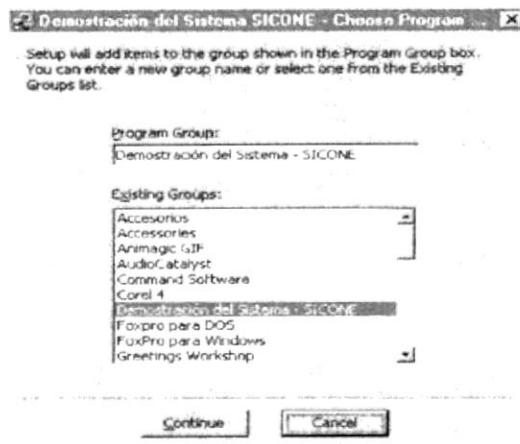 Demostración del Sistema SICONE - Choose Program ...
Setup will add items to the group shown in the Program Group box.
You can enter a new group name or select one from the Existing
Groups list.
Program Group:
Demostración del Sistema - SICONE
Existing Groups:
Accesorios
Accessories
Animagic GIF
AudioCatalyst
Command Software
Corel 4
Demostración del Sistema - SICONE
Foxpro para DOS
FoxPro para Windows
Greetings Workshop
Continue
Cancel